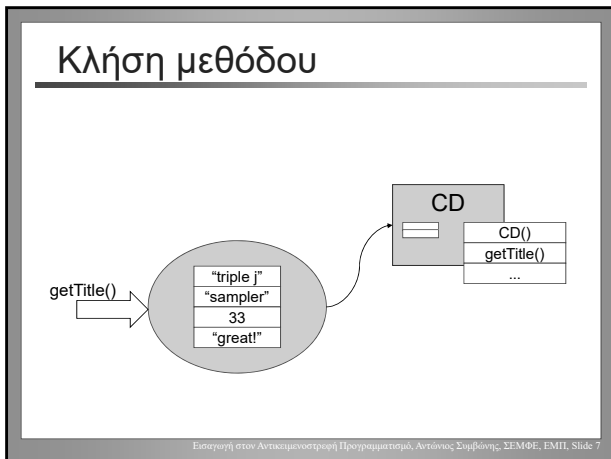 Κλήση μεθόδου
CD
CD()
getTitle()
...
getTitle()
“triple j”
“sampler”
33
“great!”
Εισαγωγή στον Αντικειμενοστρεφή Προγραμματισμό, Αντώνιος Συμβώνης, ΣΕΜΦΕ, ΕΜΠ, Slide 7